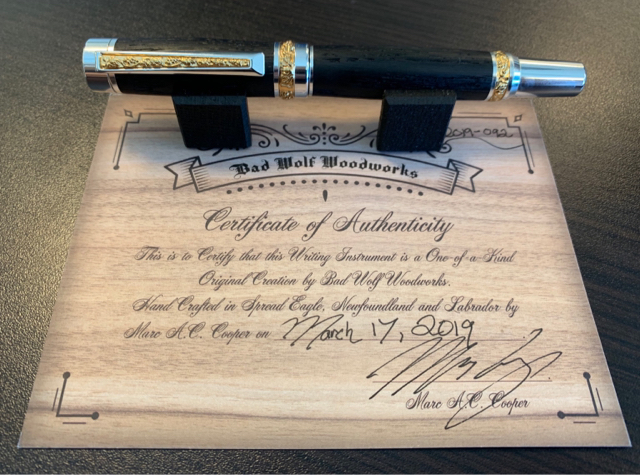 2019-092
Bad Wolf Woodworks
Certificate of Authenticity
This is to Certify that this Writing Instrument is a One-of-a-Kind
Original Creation by Bad Wolf Woodworks.
Hand Crafted in Spread Eagle, Newfoundland and Labrador by
Marc A.C. Cooper on March 17, 2019
Marc A.C. Cooper